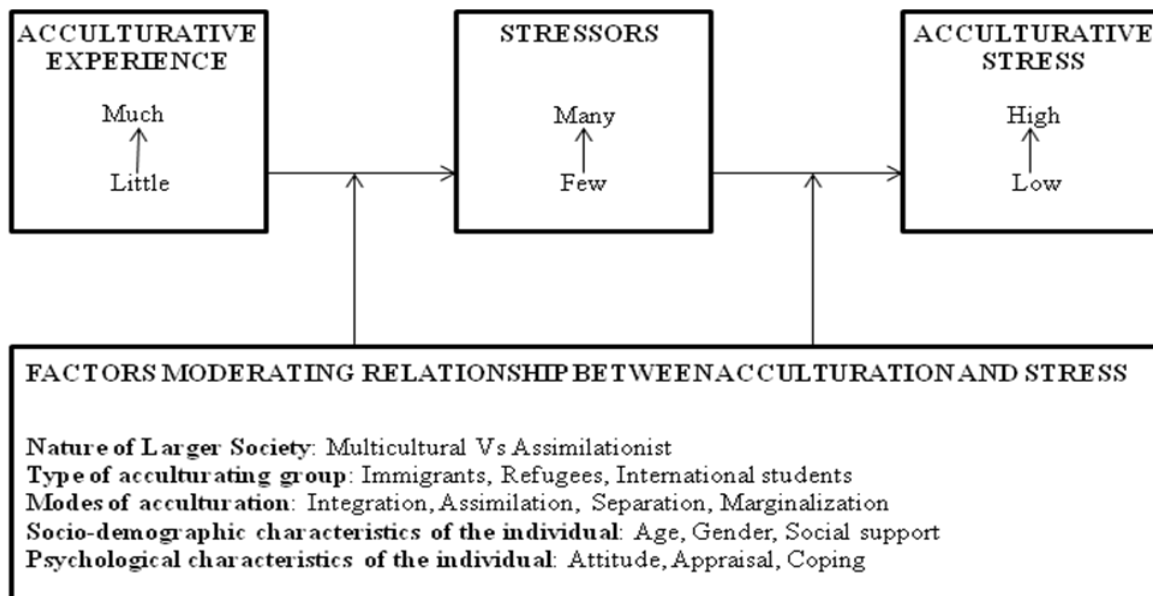 ACCULTURATIVE
EXPERIENCE
Much
Little
STRESSORS
Many
Few
ACCULTURATIVE
STRESS
High
Low
FACTORS MODERATING RELATIONSHIP BETWEEN ACCULTURATION AND STRESS
Nature of Larger Society: Multicultural Vs Assimilationist
Type of acculturating group: Immigrants, Refugees, International students
Modes of acculturation: Integration, Assimilation, Separation, Marginalization
Socio-demographic characteristics of the individual: Age, Gender, Social support
Psychological characteristics of the individual: Attitude, Appraisal, Coping